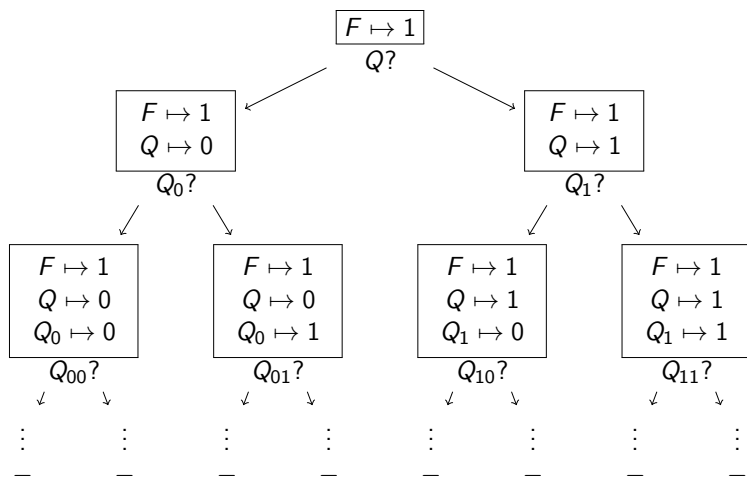 F ↦ 1
Q?
F ↦ 1
Q ↦ 0
Q₀?
F ↦ 1
Q ↦ 1
Q₁?
F ↦ 1
Q ↦ 0
Q₀ ↦ 0
Q₀₀?
F ↦ 1
Q ↦ 0
Q₀ ↦ 1
Q₀₁?
F ↦ 1
Q ↦ 1
Q₁ ↦ 0
Q₁₀?
F ↦ 1
Q ↦ 1
Q₁ ↦ 1
Q₁₁?
⋮ ⋮ ⋮ ⋮ ⋮ ⋮ ⋮ ⋮